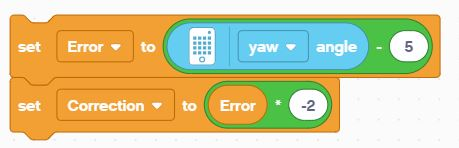 set Error to yaw angle - 5
set Correction to Error * -2